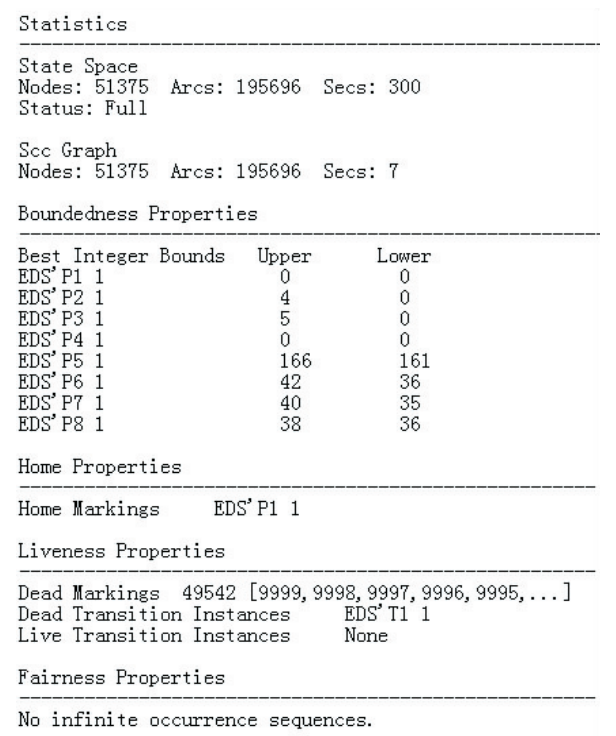 Statistics
State Space
Nodes: 51375 Arcs: 195696 Secs: 300
Status: Full
Scc Graph
Nodes: 51375 Arcs: 195696 Secs: 7
Boundedness Properties
Best Integer Bounds Upper Lower
EDS'P1 1 0 0
EDS'P2 1 4 0
EDS'P3 1 5 0
EDS'P4 1 0 0
EDS'P5 1 166 161
EDS'P6 1 42 36
EDS'P7 1 40 35
EDS'P8 1 38 36
Home Properties
Home Markings EDS'P1 1
Liveness Properties
Dead Markings 49542 [9999,9998,9997,9996,9995,...]
Dead Transition Instances EDS'T1 1
Live Transition Instances None
Fairness Properties
No infinite occurrence sequences.